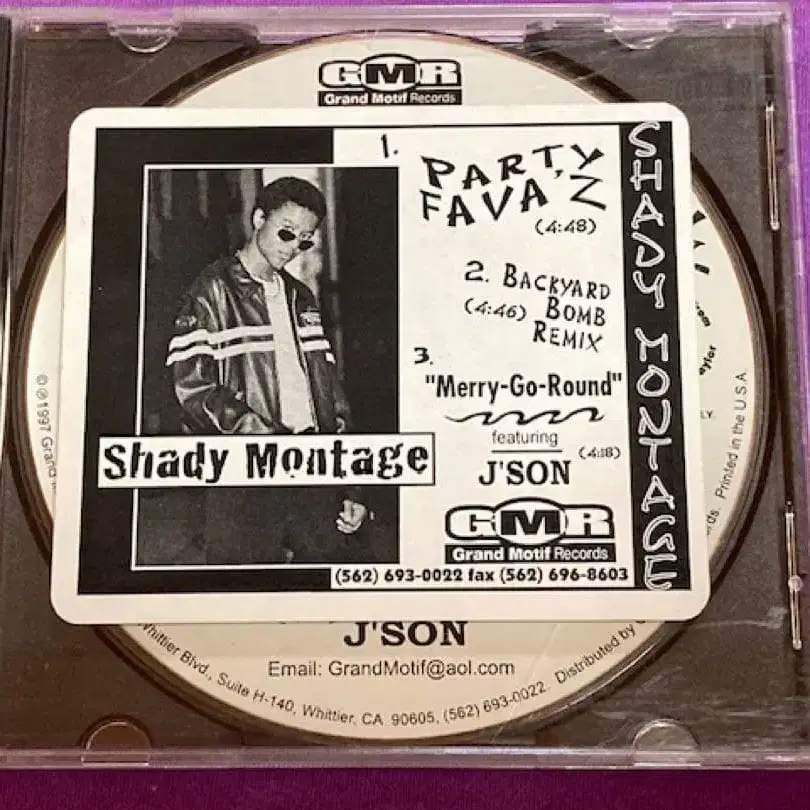 GMR
Grand Motif Records
1. PARTY
FAVA'Z
(4:48)
2. BACKYARD
(4:46) BOMB
REMIX
3.
"Merry-Go-Round"
featuring
J'SON (4:18)
GMR
Grand Motif Records
(562) 693-0022 fax (562) 696-8603
Shady Montage
SHADY MONTAGE
J'SON
Email: GrandMotif@aol.com
Whittier Blvd., Suite H-140, Whittier, CA 90605, (562) 693-0022. Distributed by
Printed in the U.S.A
©℗1997 Grand